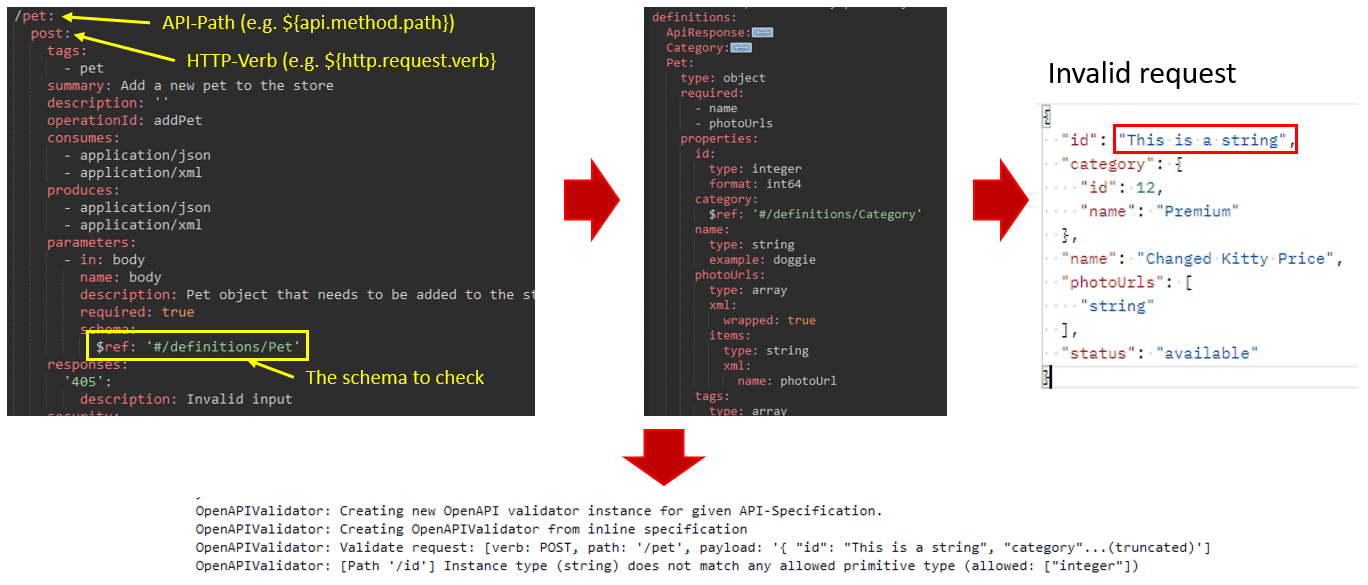 /pet:
API-Path (e.g. ${api.method.path})
post:
HTTP-Verb (e.g. ${http.request.verb}
tags:
- pet
summary: Add a new pet to the store
description: ''
operationId: addPet
consumes:
- application/json
- application/xml
produces:
- application/json
- application/xml
parameters:
- in: body
name: body
description: Pet object that needs to be added to the st
required: true
schema:
$ref: '#/definitions/Pet'
The schema to check
responses:
'405':
description: Invalid input
security:
definitions:
ApiResponse:
Category:
Pet:
type: object
required:
- name
- photoUrls
properties:
id:
type: integer
format: int64
category:
$ref: '#/definitions/Category'
name:
type: string
example: doggie
photoUrls:
type: array
xml:
wrapped: true
items:
type: string
xml:
name: photoUrl
tags:
type: array
Invalid request
{
"id": "This is a string",
"category": {
"id": 12,
"name": "Premium"
},
"name": "Changed Kitty Price",
"photoUrls": [
"string"
],
"status": "available"
}
OpenAPIValidator: Creating new OpenAPI validator instance for given API-Specification.
OpenAPIValidator: Creating OpenAPIValidator from inline specification
OpenAPIValidator: Validate request: [verb: POST, path: '/pet', payload: '{ "id": "This is a string", "category"...(truncated)']
OpenAPIValidator: [Path '/id'] Instance type (string) does not match any allowed primitive type (allowed: ["integer"])